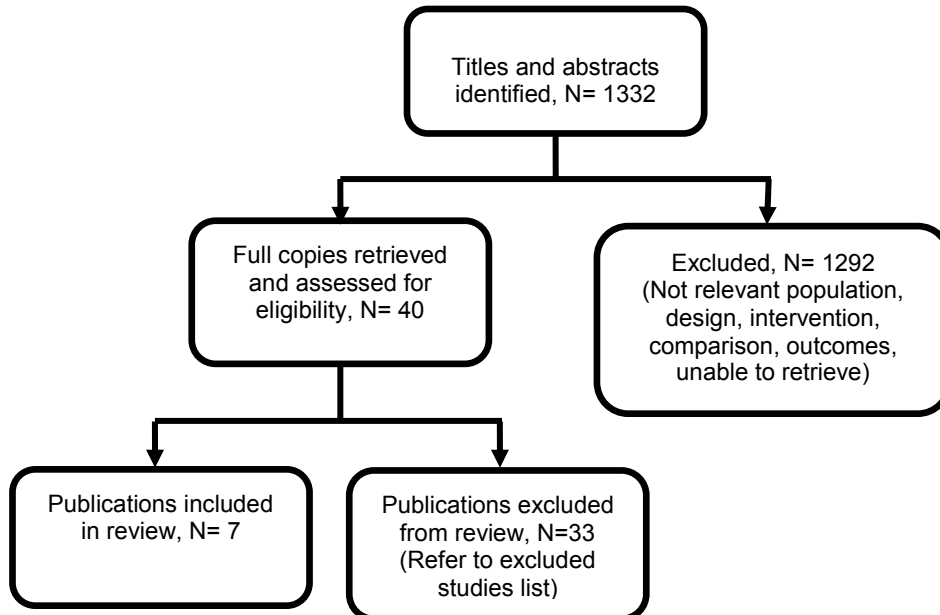 Titles and abstracts
identified, N= 1332
Full copies retrieved
and assessed for
eligibility, N= 40
Excluded, N= 1292
(Not relevant population,
design, intervention,
comparison, outcomes,
unable to retrieve)
Publications included
in review, N= 7
Publications excluded
from review, N=33
(Refer to excluded
studies list)